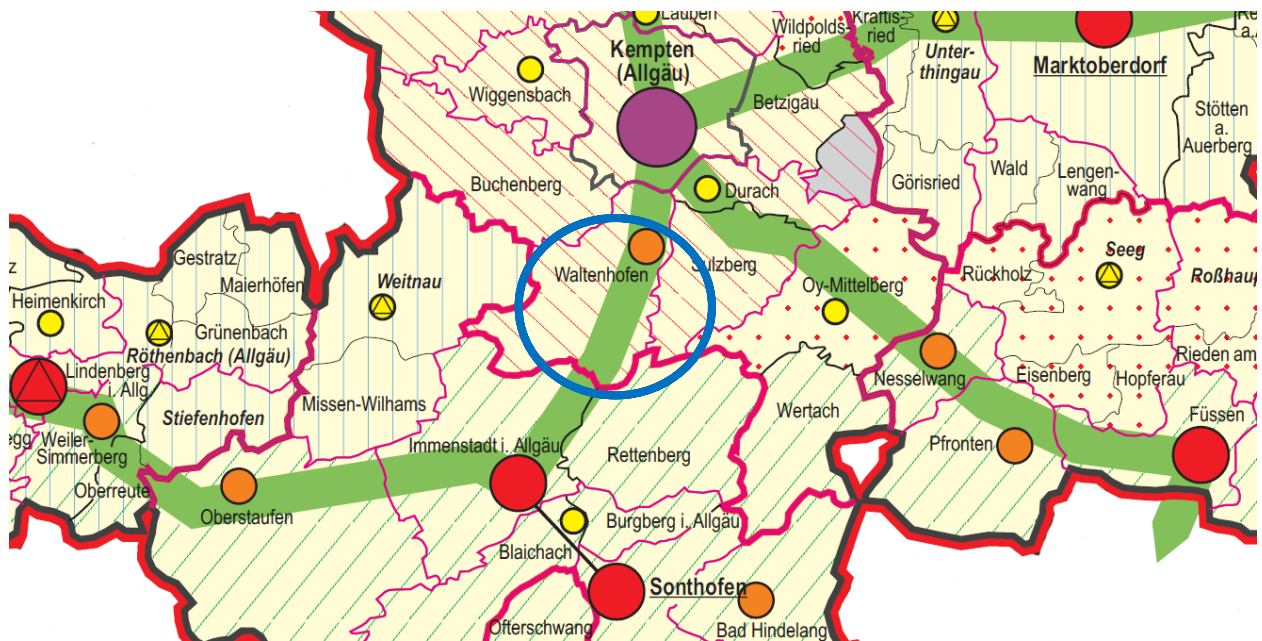 Lauben
Wildpolds-
ried
Kraftis-
ried
Kempten
(Allgäu)
Unter-
thingau
Marktoberdorf
Wiggensbach
Betzigau
Stötten
a.
Auerberg
Buchenberg
Durach
Görisried
Wald
Lengen-
wang
Gestratz
Maierhöfen
Weitnau
Waltenhofen
Sulzberg
Oy-Mittelberg
Rückholz
Seeg
Roßhaup
z
Heimenkirch
Grünenbach
Röthenbach (Allgäu)
Lindenberg
i. Allg.
Stiefenhofen
Missen-Wilhams
Nesselwang
Eisenberg
Hopferau
Rieden am
Wertach
Füssen
egg
Weiler-
Simmerberg
Immenstadt i. Allgäu
Rettenberg
Pfronten
Oberreute
Oberstaufen
Burgberg i. Allgäu
Blaichach
Sonthofen
Ofterschwang
Bad Hindelang